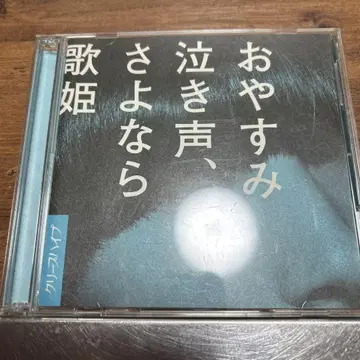 おやすみ
泣き声、
さよなら
歌姫
クリープハイプ